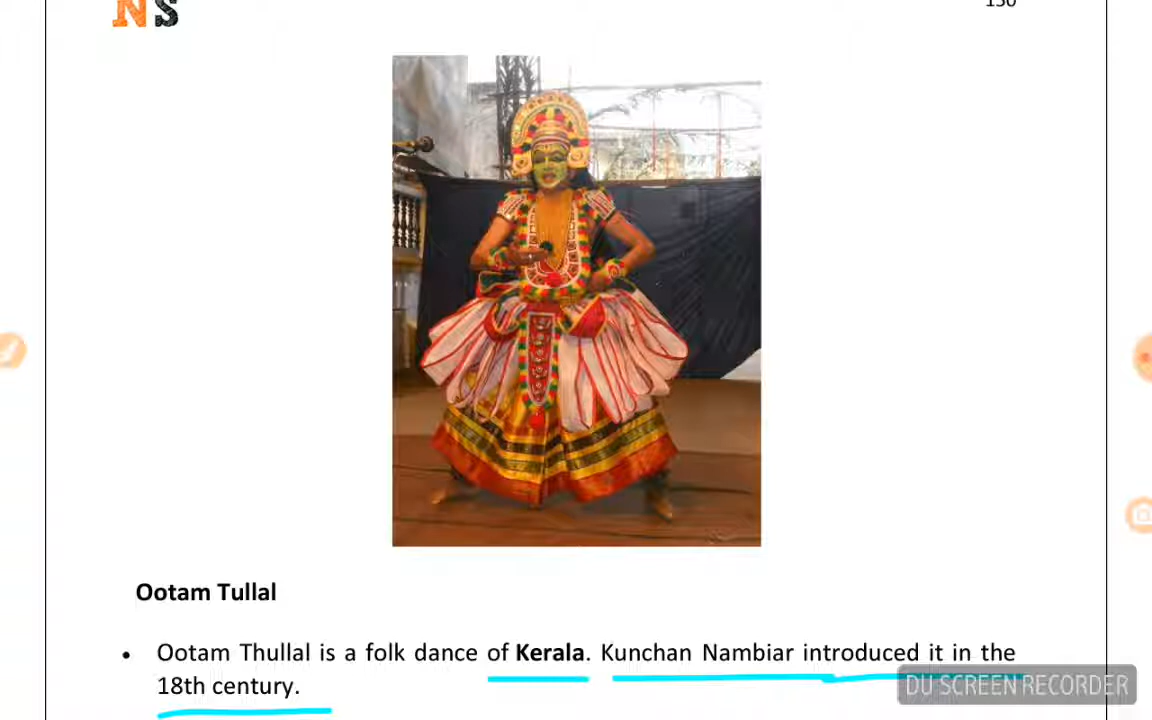 NS
130
Ootam Tullal
• Ootam Thullal is a folk dance of Kerala. Kunchan Nambiar introduced it in the
18th century.
DU SCREEN RECORDER